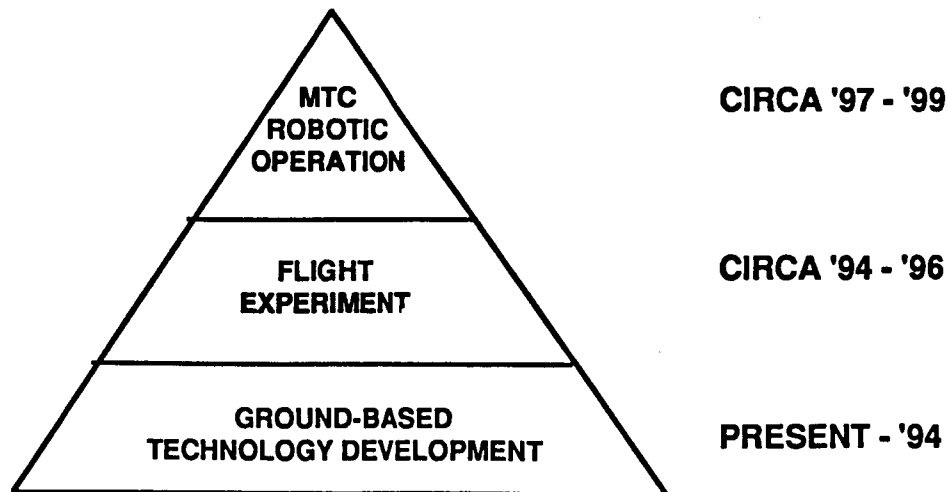 MTC
ROBOTIC
OPERATION
CIRCA '97 - '99
FLIGHT
EXPERIMENT
CIRCA '94 - '96
GROUND-BASED
TECHNOLOGY DEVELOPMENT
PRESENT - '94